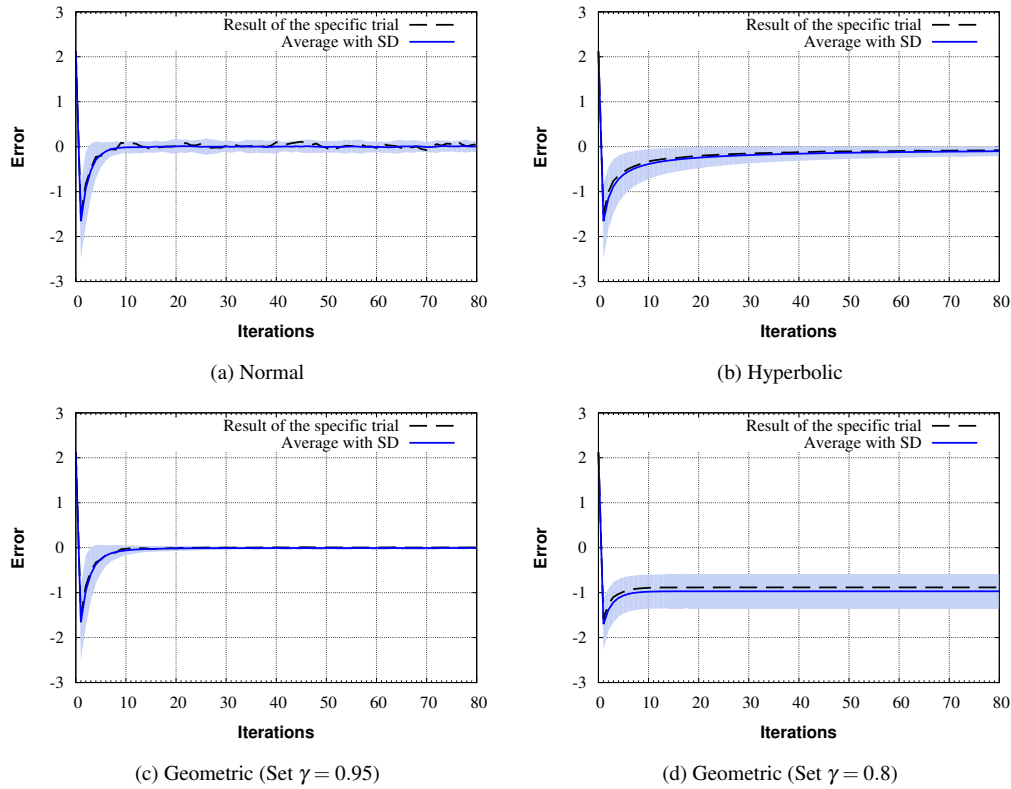 Result of the specific trial
Average with SD
3
2
1
0
-1
-2
-3
Error
0 10 20 30 40 50 60 70 80
Iterations
(a) Normal
Result of the specific trial
Average with SD
3
2
1
0
-1
-2
-3
Error
0 10 20 30 40 50 60 70 80
Iterations
(b) Hyperbolic
Result of the specific trial
Average with SD
3
2
1
0
-1
-2
-3
Error
0 10 20 30 40 50 60 70 80
Iterations
(c) Geometric (Set γ = 0.95)
Result of the specific trial
Average with SD
3
2
1
0
-1
-2
-3
Error
0 10 20 30 40 50 60 70 80
Iterations
(d) Geometric (Set γ = 0.8)